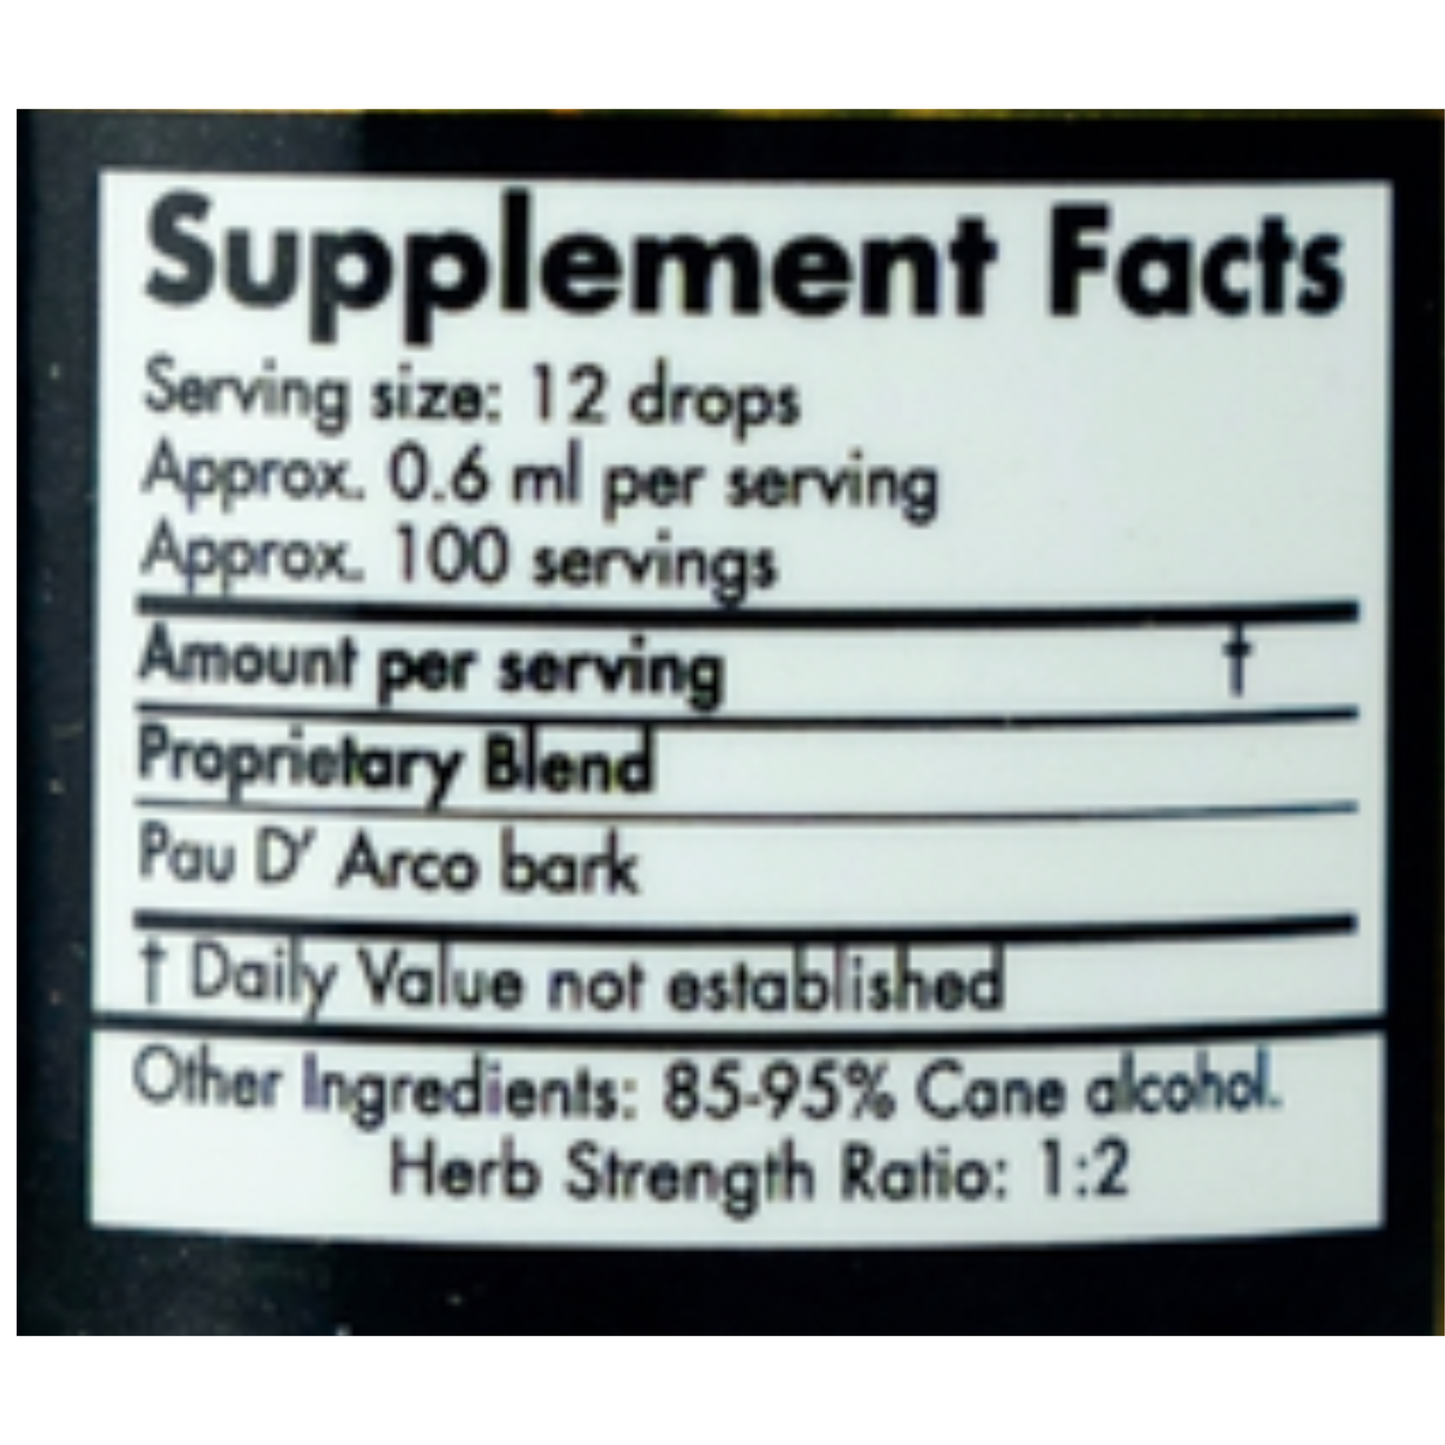 Supplement Facts
Serving size: 12 drops
Approx. 0.6 ml per serving
Approx. 100 servings
Amount per serving †
Proprietary Blend
Pau D' Arco bark
† Daily Value not established
Other Ingredients: 85-95% Cane alcohol.
Herb Strength Ratio: 1:2